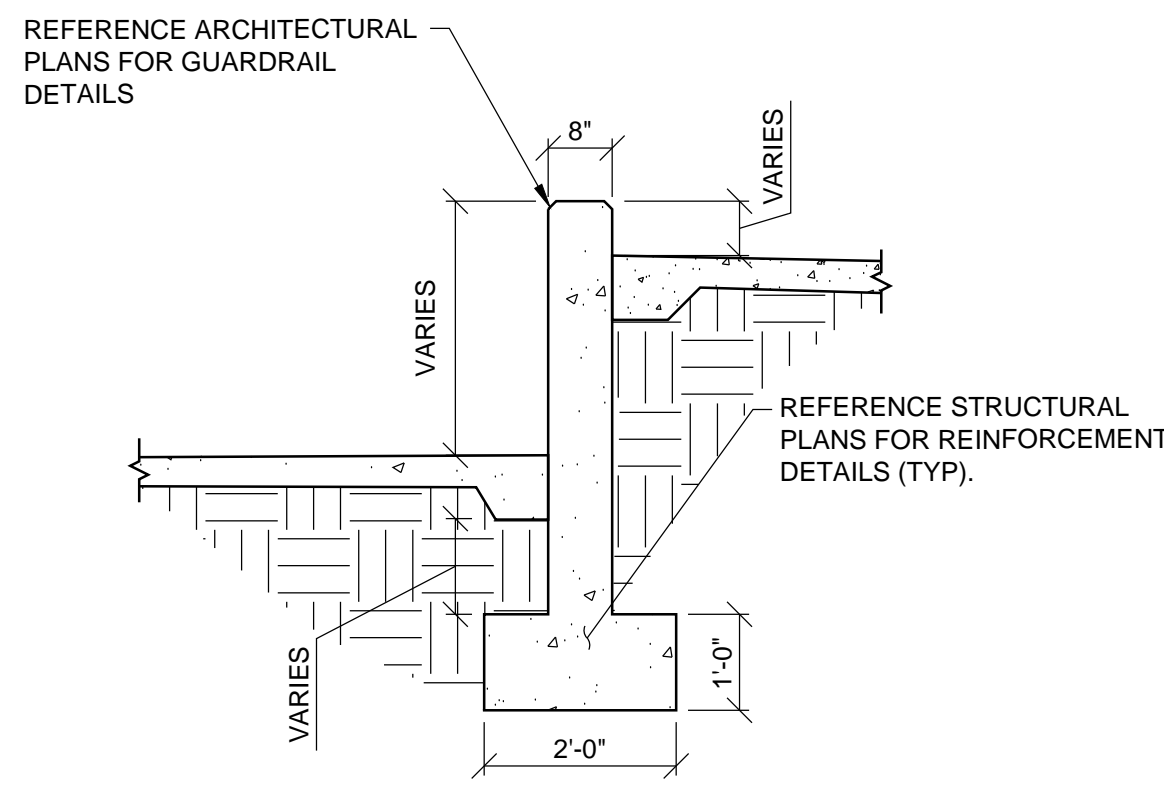 REFERENCE ARCHITECTURAL
PLANS FOR GUARDRAIL
DETAILS
8"
VARIES
VARIES
REFERENCE STRUCTURAL
PLANS FOR REINFORCEMENT
DETAILS (TYP).
VARIES
1'-0"
2'-0"